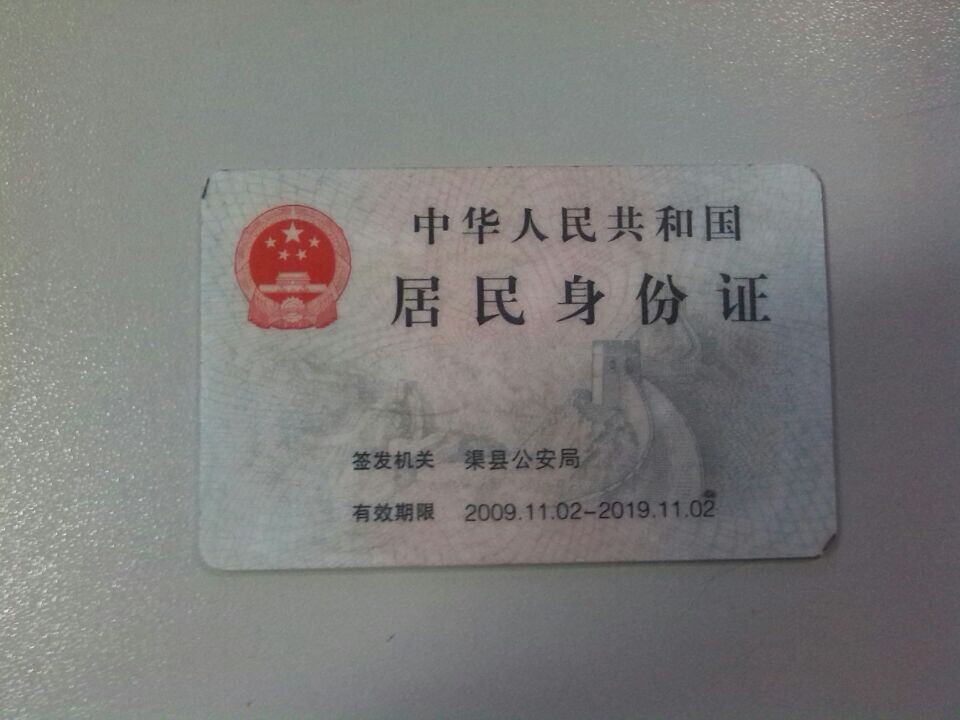 中华人民共和国
居民身份证
签发机关 渠县公安局
有效期限 2009.11.02-2019.11.02